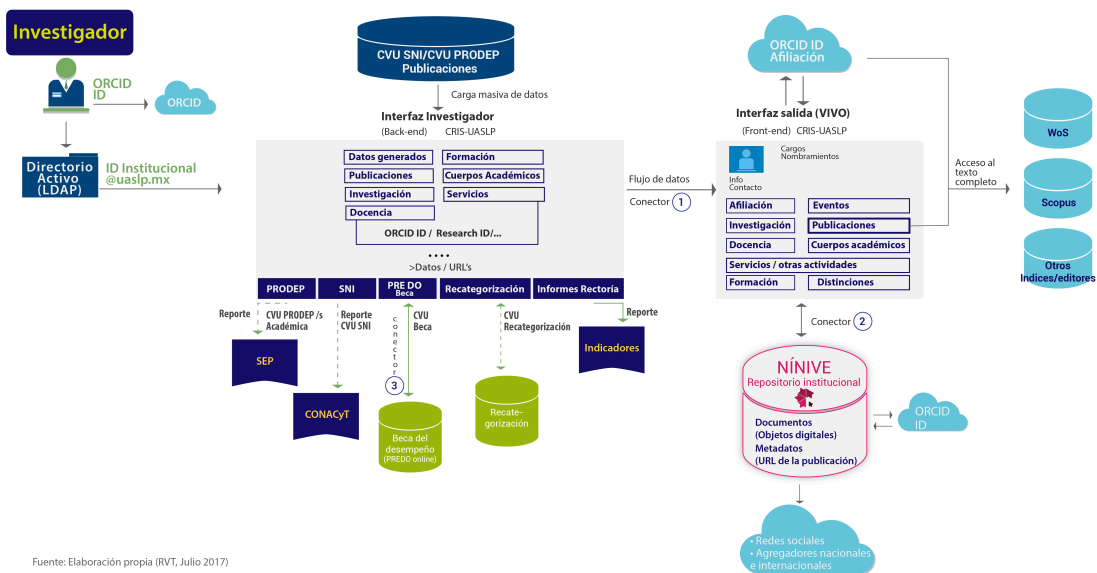 Investigador
ORCID
ID
ORCID
Directorio
Activo
(LDAP)
ID Institucional
@uaslp.mx
CVU SNI/CVU PRODEP
Publicaciones
Carga masiva de datos
Interfaz Investigador
(Back-end) CRIS-UASLP
Datos generados
Formación
Publicaciones
Cuerpos Académicos
Investigación
Servicios
Docencia
ORCID ID / Research ID/...
....
>Datos / URL's
PRODEP
SNI
PRE DO
Beca
Recategorización
Informes Rectoría
Reporte
CVU PRODEP /s
Académica
Reporte
CVU SNI
conector
3
CVU
Beca
CVU
Recategorización
Reporte
SEP
CONACyT
Beca del
desempeño
(PREDO online)
Recate-
gorización
Indicadores
Flujo de datos
Conector 1
ORCID ID
Afiliación
Interfaz salida (VIVO)
(Front-end) CRIS-UASLP
Info
Contacto
Cargos
Nombramientos
Afiliación
Eventos
Investigación
Publicaciones
Docencia
Cuerpos académicos
Servicios / otras actividades
Formación
Distinciones
Acceso al
texto
completo
WoS
Scopus
Otros
Indices/editores
Conector 2
NÍNIVE
Repositorio institucional
Documentos
(Objetos digitales)
Metadatos
(URL de la publicación)
ORCID
ID
• Redes sociales
• Agregadores nacionales
e internacionales
Fuente: Elaboración propia (RVT, Julio 2017)